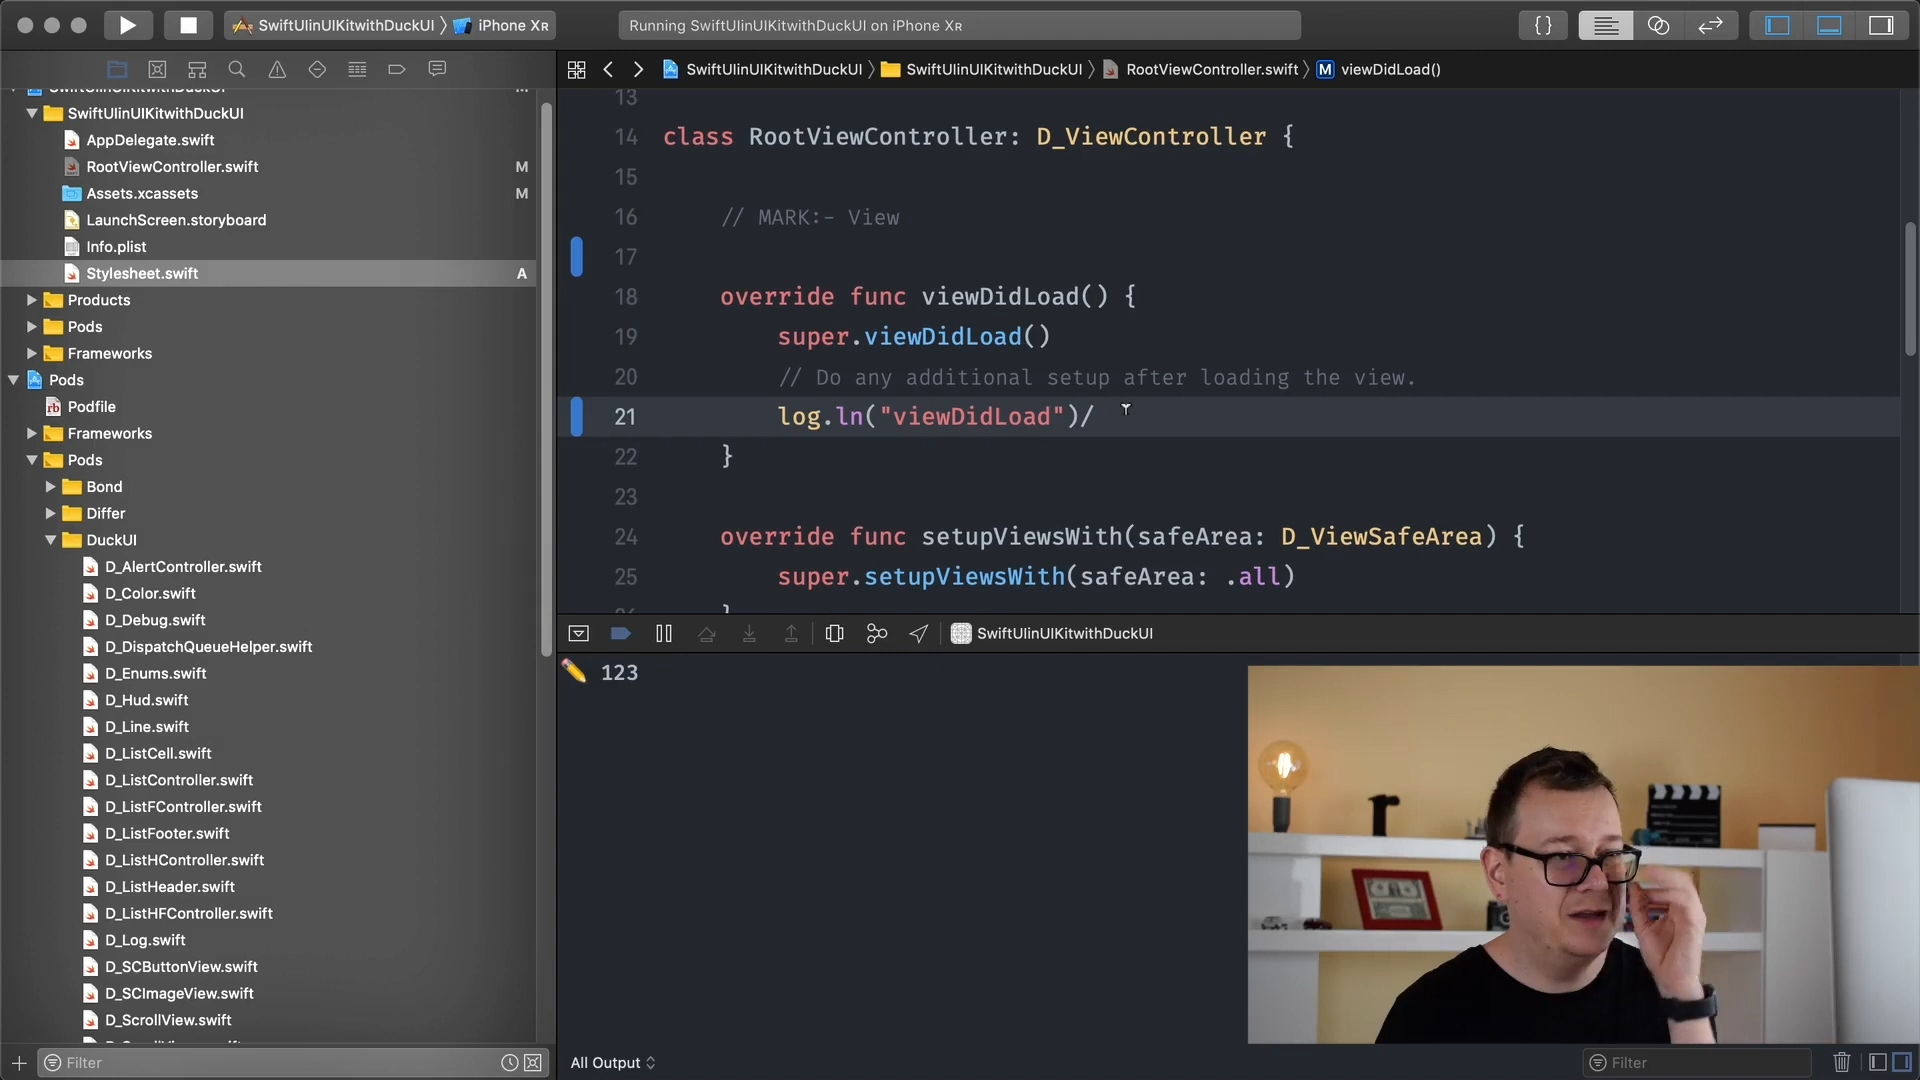 SwiftUIinUIKitwithDuckUI 〉 iPhone XR
Running SwiftUIinUIKitwithDuckUI on iPhone XR
{}
SwiftUIinUIKitwithDuckUI 〉 SwiftUIinUIKitwithDuckUI 〉 RootViewController.swift 〉 M viewDidLoad()
SwiftUIinUIKitwithDuckUI M
SwiftUIinUIKitwithDuckUI
AppDelegate.swift
RootViewController.swift M
Assets.xcassets M
LaunchScreen.storyboard
Info.plist
Stylesheet.swift A
Products
Pods
Frameworks
Pods
rb Podfile
Frameworks
Pods
Bond
Differ
DuckUI
D_AlertController.swift
D_Color.swift
D_Debug.swift
D_DispatchQueueHelper.swift
D_Enums.swift
D_Hud.swift
D_Line.swift
D_ListCell.swift
D_ListController.swift
D_ListFController.swift
D_ListFooter.swift
D_ListHController.swift
D_ListHeader.swift
D_ListHFController.swift
D_Log.swift
D_SCButtonView.swift
D_SCImageView.swift
D_ScrollView.swift
Filter
13
14 class RootViewController: D_ViewController {
15
16 // MARK:- View
17
18 override func viewDidLoad() {
19 super.viewDidLoad()
20 // Do any additional setup after loading the view.
21 log.ln("viewDidLoad")/
22 }
23
24 override func setupViewsWith(safeArea: D_ViewSafeArea) {
25 super.setupViewsWith(safeArea: .all)
SwiftUIinUIKitwithDuckUI
✏️ 123
All Output
Filter